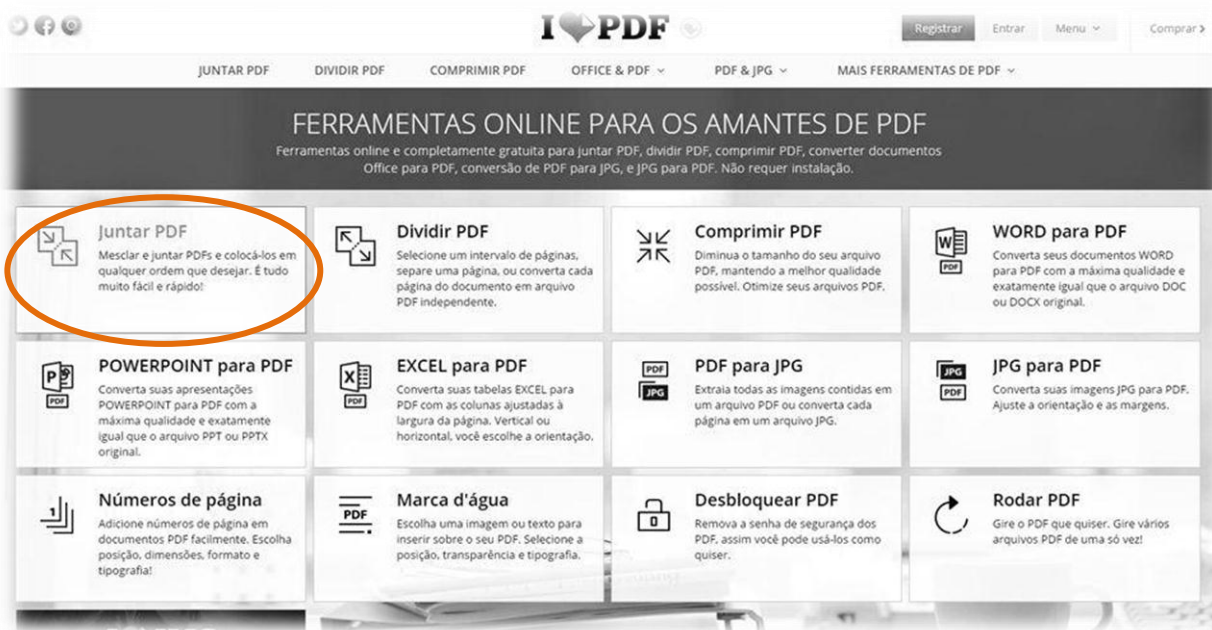 I PDF
Registrar
Entrar
Menu
Comprar
JUNTAR PDF
DIVIDIR PDF
COMPRIMIR PDF
OFFICE & PDF
PDF & JPG
MAIS FERRAMENTAS DE PDF
FERRAMENTAS ONLINE PARA OS AMANTES DE PDF
Ferramentas online e completamente gratuita para juntar PDF, dividir PDF, comprimir PDF, converter documentos
Office para PDF, conversão de PDF para JPG, e JPG para PDF. Não requer instalação.
Juntar PDF
Mesclar e juntar PDFs e colocá-los em
qualquer ordem que desejar. É tudo
muito fácil e rápido!
Dividir PDF
Selecione um intervalo de páginas,
separe uma página, ou converta cada
página do documento em arquivo
PDF independente.
Comprimir PDF
Diminua o tamanho do seu arquivo
PDF, mantendo a melhor qualidade
possível. Otimize seus arquivos PDF.
W
PDF
WORD para PDF
Converta seus documentos WORD
para PDF com a máxima qualidade e
exatamente igual que o arquivo DOC
ou DOCX original.
P
PDF
POWERPOINT para PDF
Converta suas apresentações
POWERPOINT para PDF com a
máxima qualidade e exatamente
igual que o arquivo PPT ou PPTX
original.
X
PDF
EXCEL para PDF
Converta suas tabelas EXCEL para
PDF com as colunas ajustadas à
largura da página. Vertical ou
horizontal, você escolhe a orientação.
PDF
JPG
PDF para JPG
Extraia todas as imagens contidas em
um arquivo PDF ou converta cada
página em um arquivo JPG.
JPG
PDF
JPG para PDF
Converta suas imagens JPG para PDF.
Ajuste a orientação e as margens.
1
Números de página
Adicione números de página em
documentos PDF facilmente. Escolha
posição, dimensões, formato e
tipografia!
PDF
Marca d'água
Escolha uma imagem ou texto para
inserir sobre o seu PDF. Selecione a
posição, transparência e tipografia.
Desbloquear PDF
Remova a senha de segurança dos
PDF, assim você pode usá-los como
quiser.
Rodar PDF
Gire o PDF que quiser. Gire vários
arquivos PDF de uma só vez!